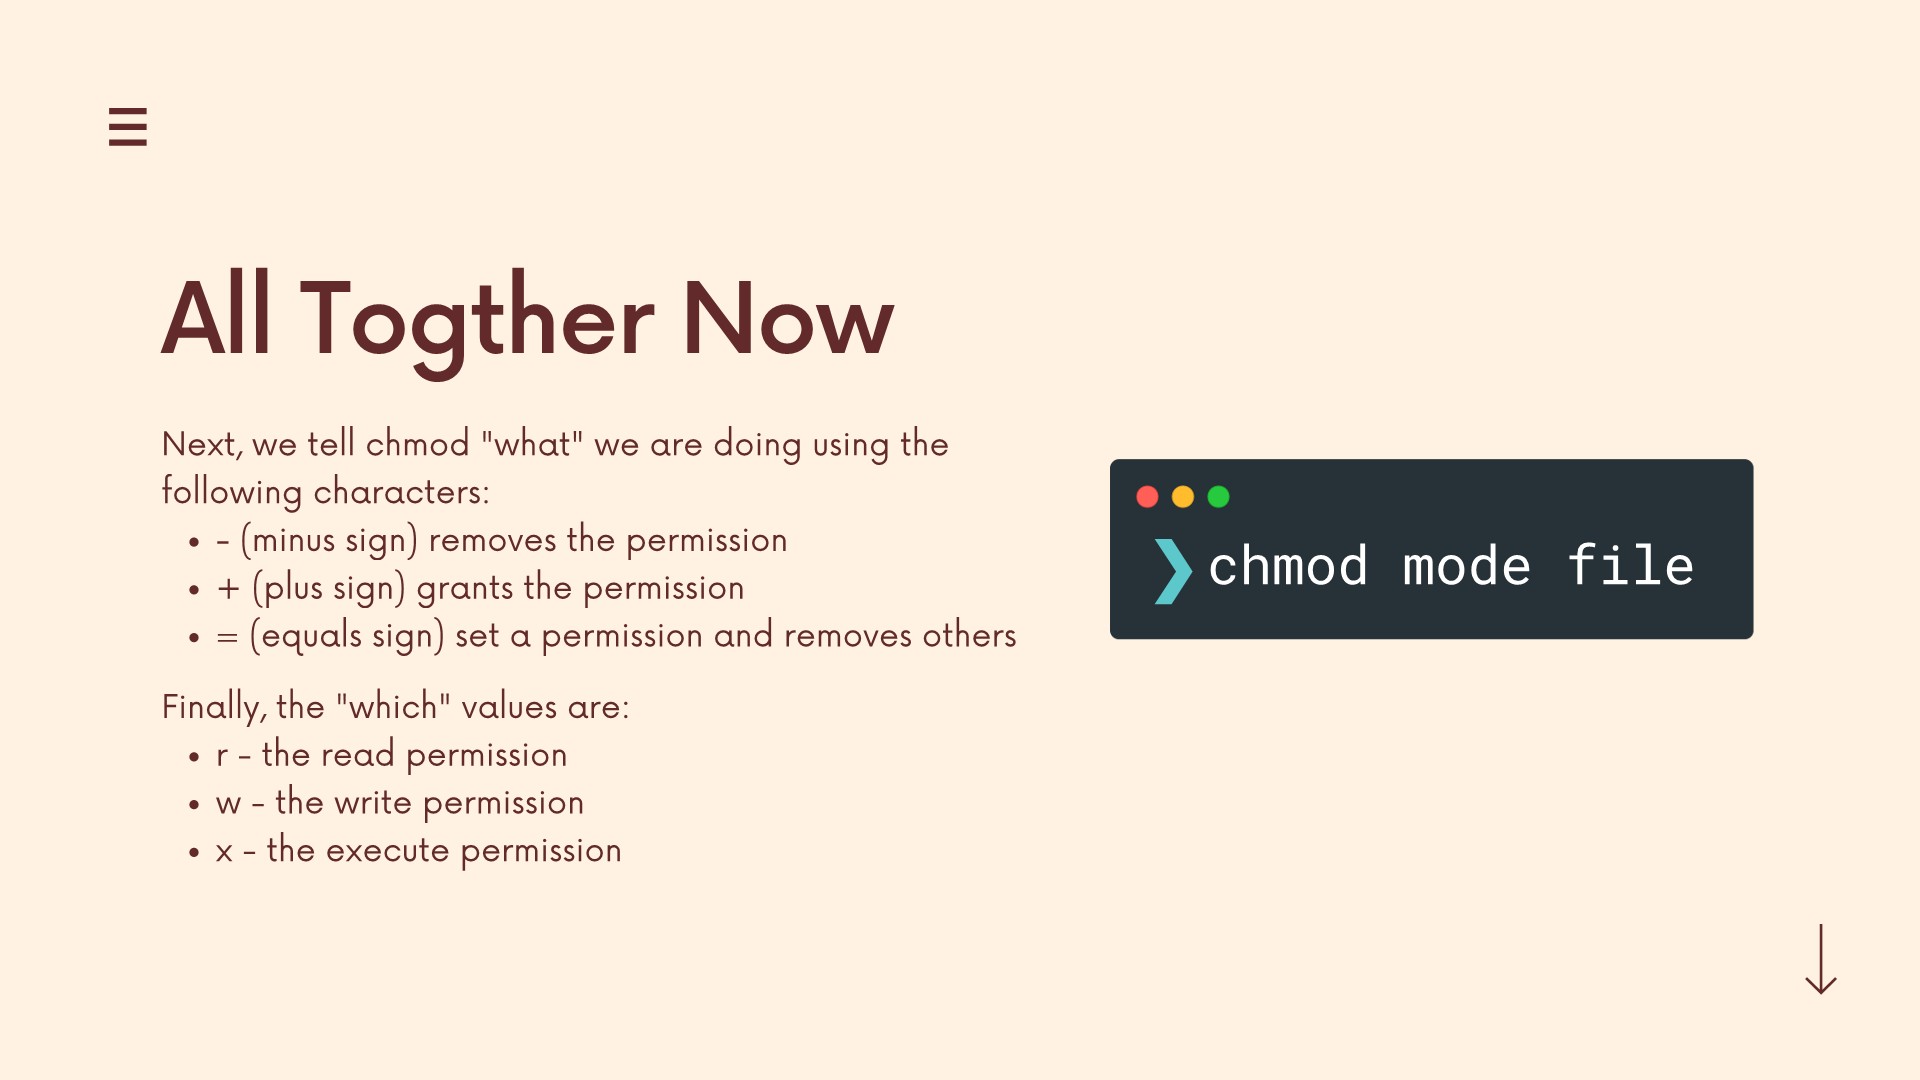 All Togther Now
Next, we tell chmod "what" we are doing using the
following characters:
• - (minus sign) removes the permission
• + (plus sign) grants the permission
• = (equals sign) set a permission and removes others
Finally, the "which" values are:
• r - the read permission
• w - the write permission
• x - the execute permission
❯ chmod mode file